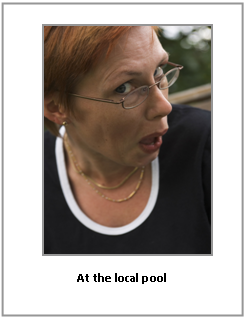 At the local pool